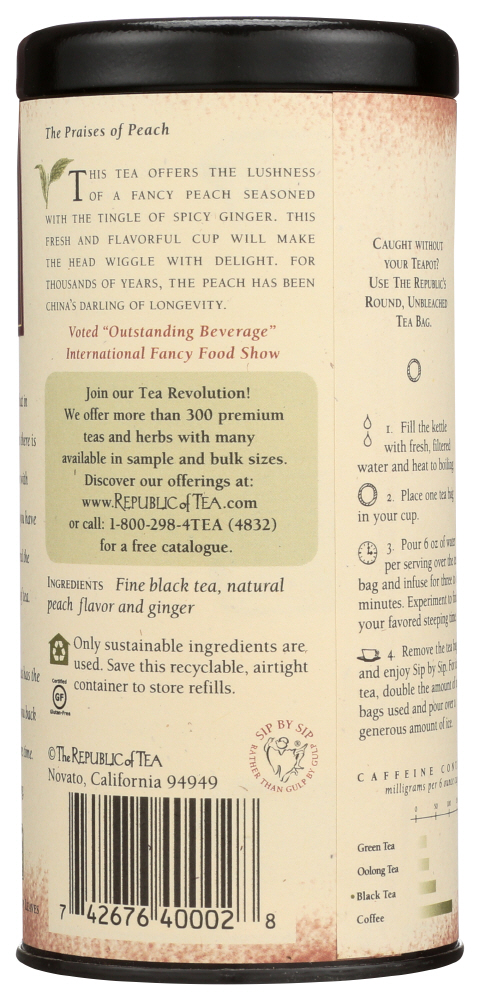 The Praises of Peach
THIS TEA OFFERS THE LUSHNESS
OF A FANCY PEACH SEASONED
WITH THE TINGLE OF SPICY GINGER. THIS
FRESH AND FLAVORFUL CUP WILL MAKE
THE HEAD WIGGLE WITH DELIGHT. FOR
THOUSANDS OF YEARS, THE PEACH HAS BEEN
CHINA'S DARLING OF LONGEVITY.
Voted "Outstanding Beverage"
International Fancy Food Show
Join our Tea Revolution!
We offer more than 300 premium
teas and herbs with many
available in sample and bulk sizes.
Discover our offerings at:
www.REPUBLIC of TEA.com
or call: 1-800-298-4TEA (4832)
for a free catalogue.
INGREDIENTS Fine black tea, natural
peach flavor and ginger
Only sustainable ingredients are
used. Save this recyclable, airtight
container to store refills.
Certified
GF
Gluten-Free
© The REPUBLIC of TEA
Novato, California 94949
SIP BY SIP
RATHER THAN GULP BY GULP
®
7 42676 40002 8
CAUGHT WITHOUT
YOUR TEAPOT?
USE THE REPUBLIC'S
ROUND, UNBLEACHED
TEA BAG.
1. Fill the kettle
with fresh, filtered
water and heat to boiling
2. Place one tea bag
in your cup.
3. Pour 6 oz of water
per serving over the
bag and infuse for three
minutes. Experiment to
your favored steeping time
4. Remove the tea bag
and enjoy Sip by Sip. For
tea, double the amount of
bags used and pour over
generous amount of ice.
CAFFEINE
milligrams per 6 ounce
0 50
Green Tea
Oolong Tea
• Black Tea
Coffee